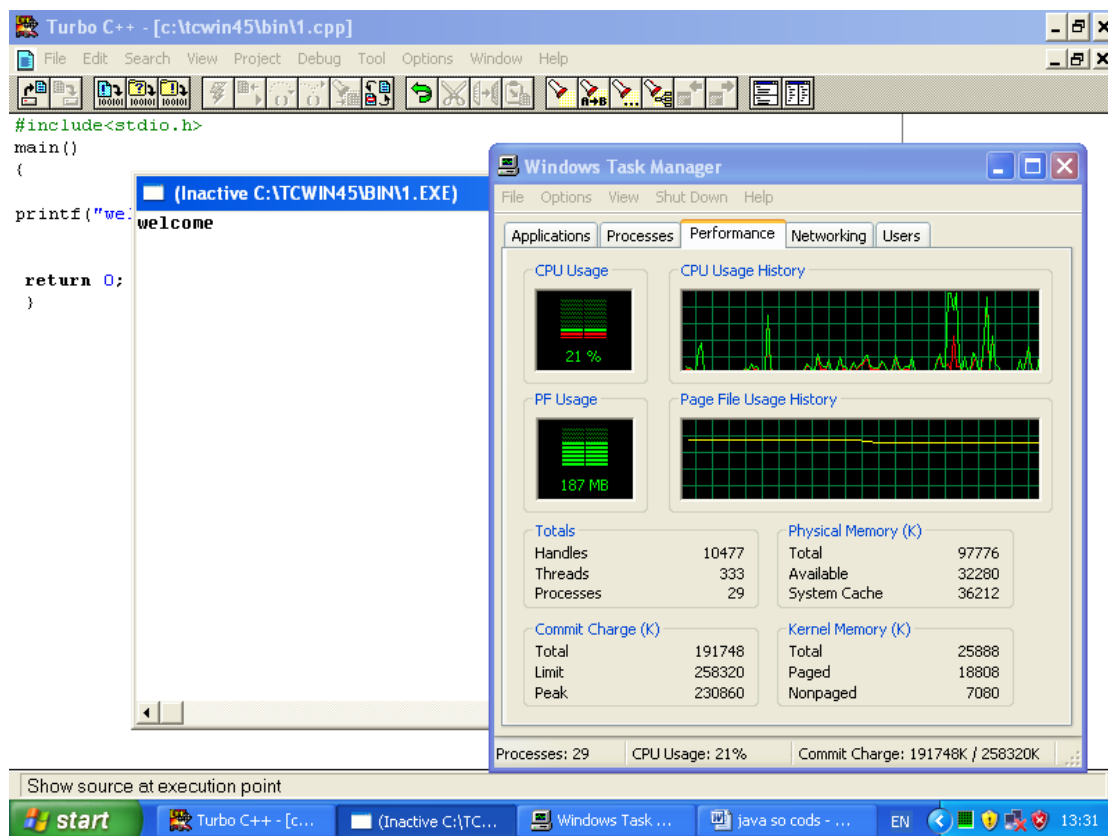 Turbo C++ - [c:\tcwin45\bin\1.cpp]
File Edit Search View Project Debug Tool Options Window Help
#include<stdio.h>
main()
{
printf("wel
return 0;
}
(Inactive C:\TCWIN45\BIN\1.EXE)
welcome
Windows Task Manager
File Options View Shut Down Help
Applications Processes Performance Networking Users
CPU Usage CPU Usage History
21 %
PF Usage Page File Usage History
187 MB
Totals
Handles 10477
Threads 333
Processes 29
Physical Memory (K)
Total 97776
Available 32280
System Cache 36212
Commit Charge (K)
Total 191748
Limit 258320
Peak 230860
Kernel Memory (K)
Total 25888
Paged 18808
Nonpaged 7080
Processes: 29 CPU Usage: 21% Commit Charge: 191748K / 258320K
Show source at execution point
start Turbo C++ - [c... (Inactive C:\TC... Windows Task ... java so cods - ... EN 13:31